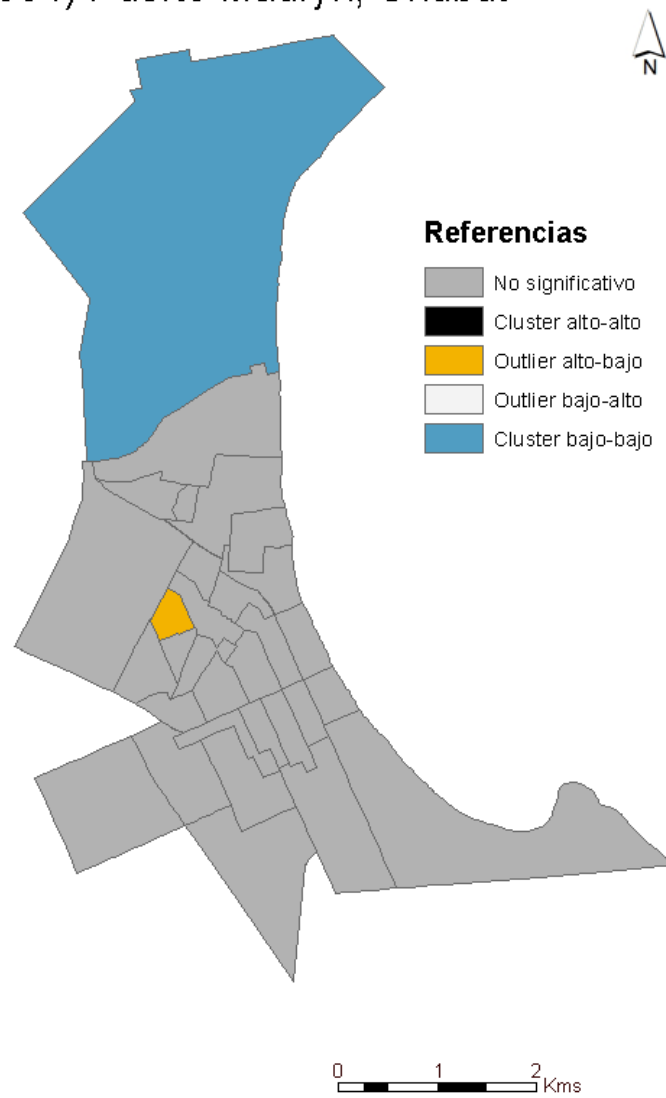 Chubut
N
Referencias
No significativo
Cluster alto-alto
Outlier alto-bajo
Outlier bajo-alto
Cluster bajo-bajo
0 1 2
Kms